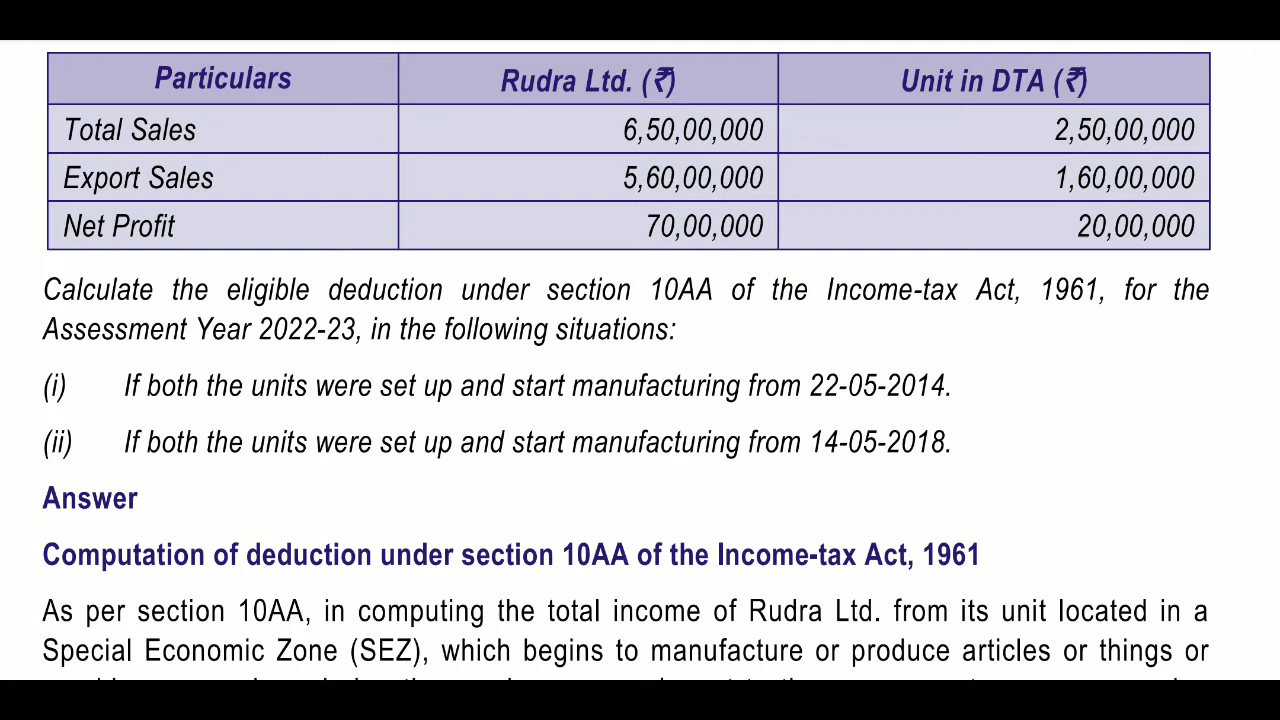 Particulars Rudra Ltd. (₹) Unit in DTA (₹)
Total Sales 6,50,00,000 2,50,00,000
Export Sales 5,60,00,000 1,60,00,000
Net Profit 70,00,000 20,00,000
Calculate the eligible deduction under section 10AA of the Income-tax Act, 1961, for the
Assessment Year 2022-23, in the following situations:
(i) If both the units were set up and start manufacturing from 22-05-2014.
(ii) If both the units were set up and start manufacturing from 14-05-2018.
Answer
Computation of deduction under section 10AA of the Income-tax Act, 1961
As per section 10AA, in computing the total income of Rudra Ltd. from its unit located in a
Special Economic Zone (SEZ), which begins to manufacture or produce articles or things or